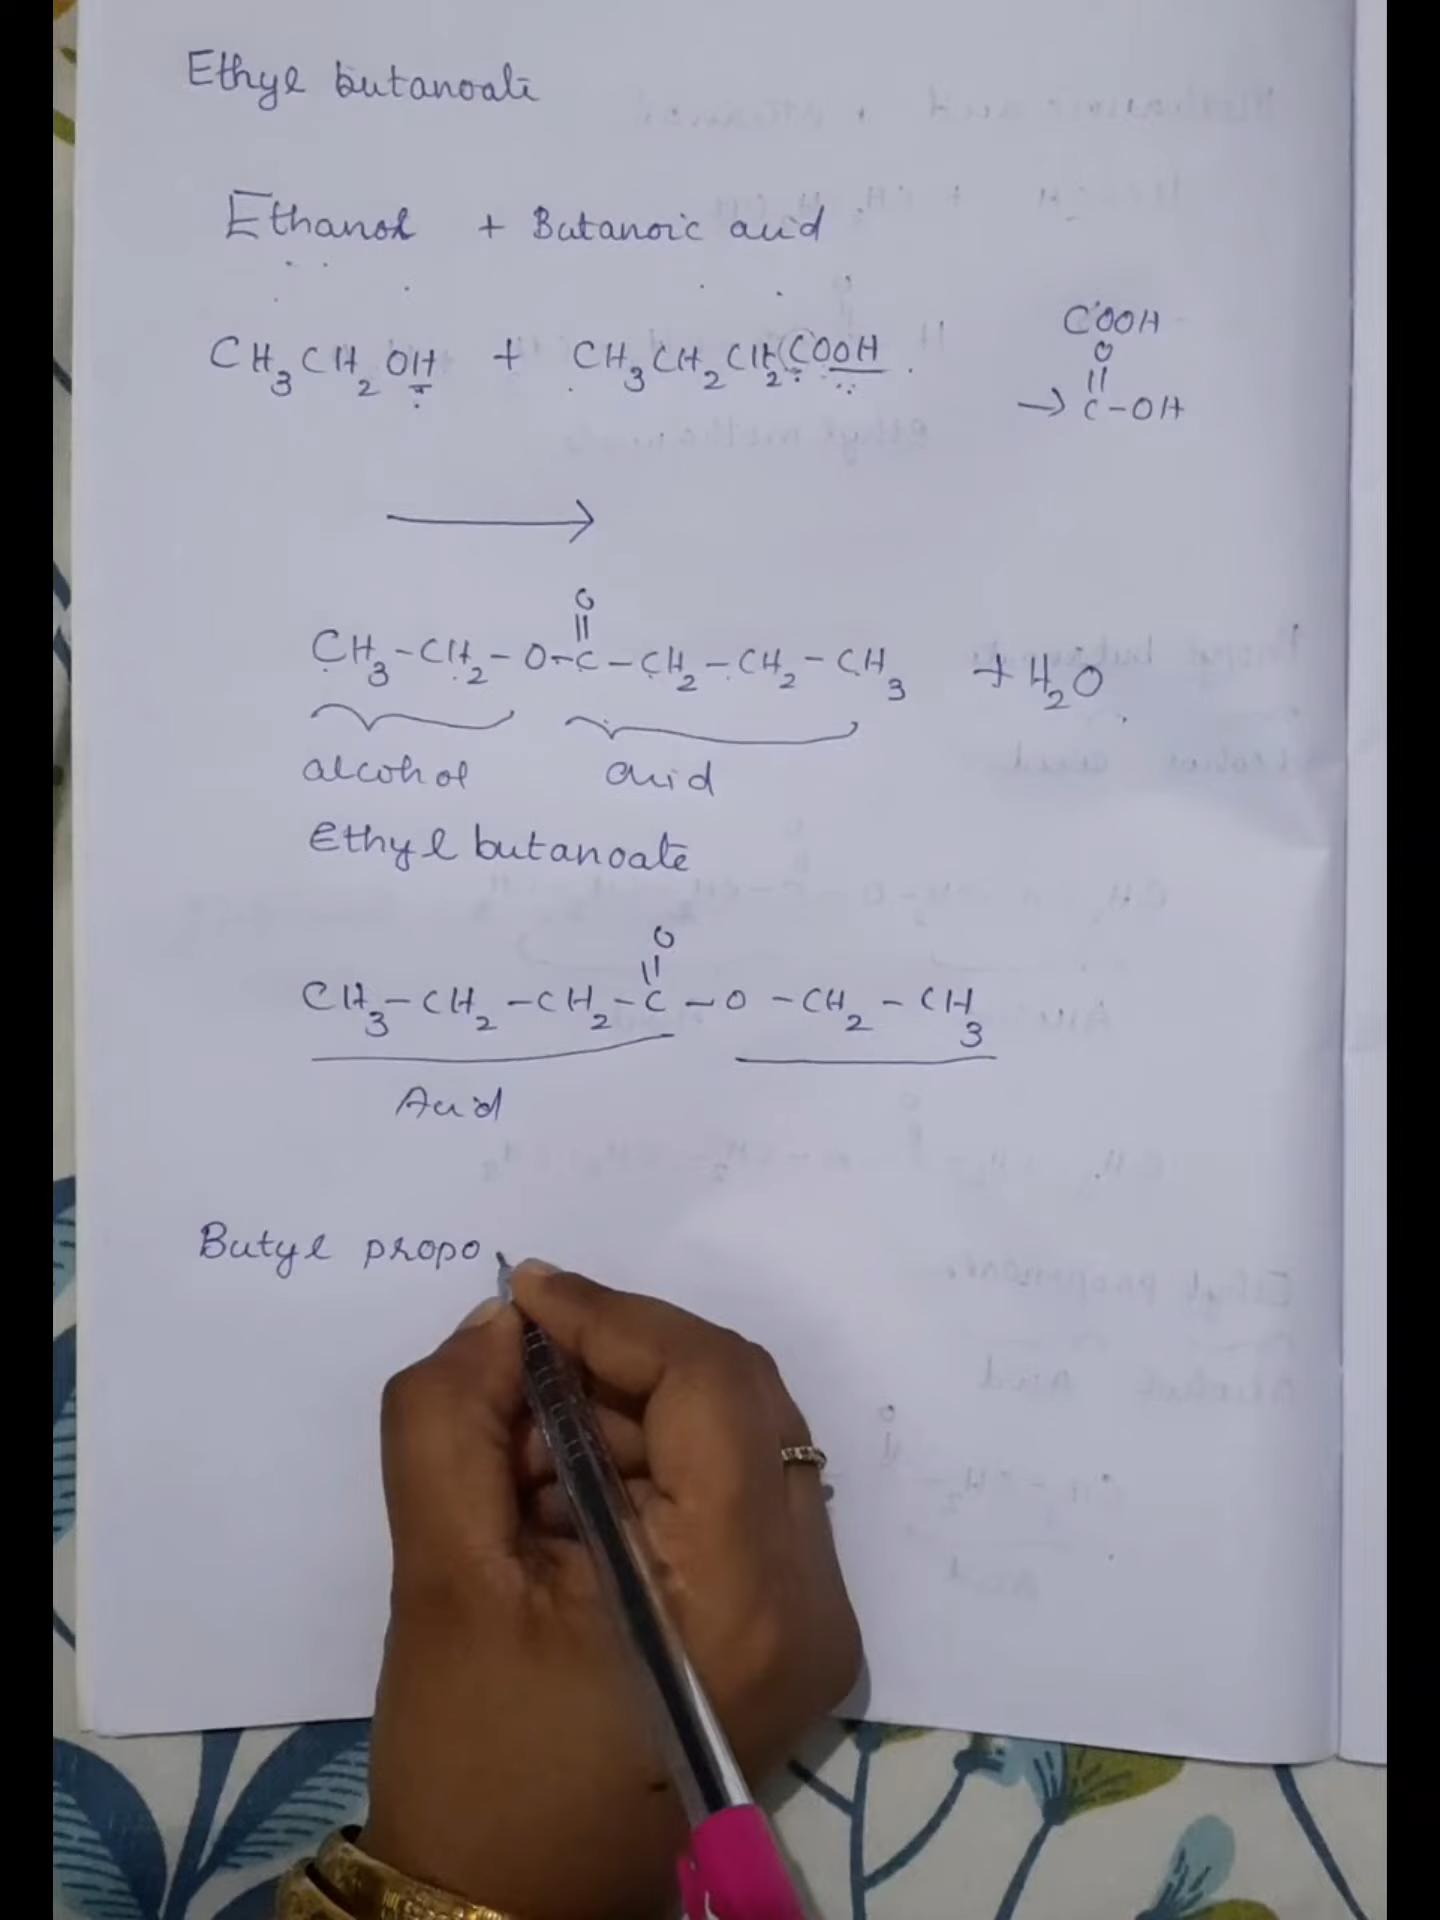 Ethyl butanoate
Ethanol + Butanoic acid
CH3CH2OH + CH3CH2CH2COOH
COOH
O
||
→ C-OH
→
O
||
CH3-CH2-O-C-CH2-CH2-CH3 + H2O
alcohol acid
Ethyl butanoate
O
||
CH3-CH2-CH2-C-O-CH2-CH3
Acid
Butyl propo